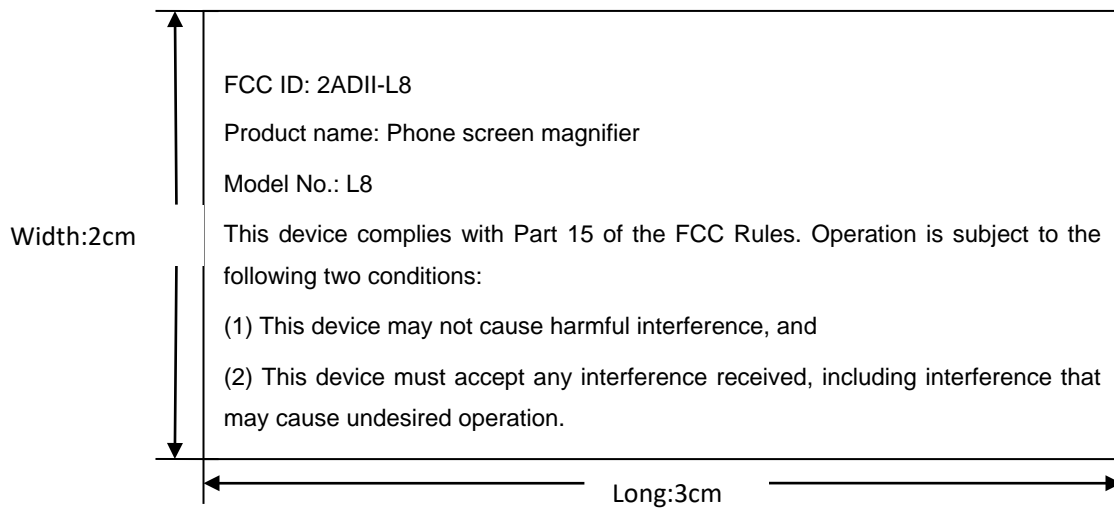 FCC ID: 2ADII-L8
Product name: Phone screen magnifier
Model No.: L8
Width:2cm
This device complies with Part 15 of the FCC Rules. Operation is subject to the
following two conditions:
(1) This device may not cause harmful interference, and
(2) This device must accept any interference received, including interference that
may cause undesired operation.
Long:3cm